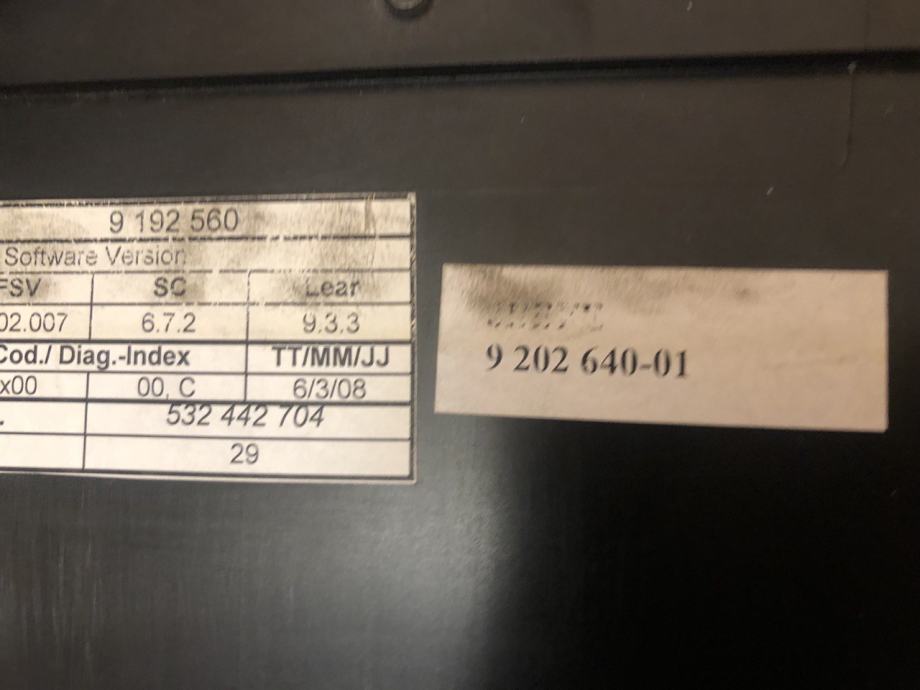 9 192 560
Software Version
FSV SC Lear
02.007 6.7.2 9.3.3
Cod./ Diag.-Index TT/MM/JJ
x00 00, C 6/3/08
. 532 442 704
29
9 202 640-01